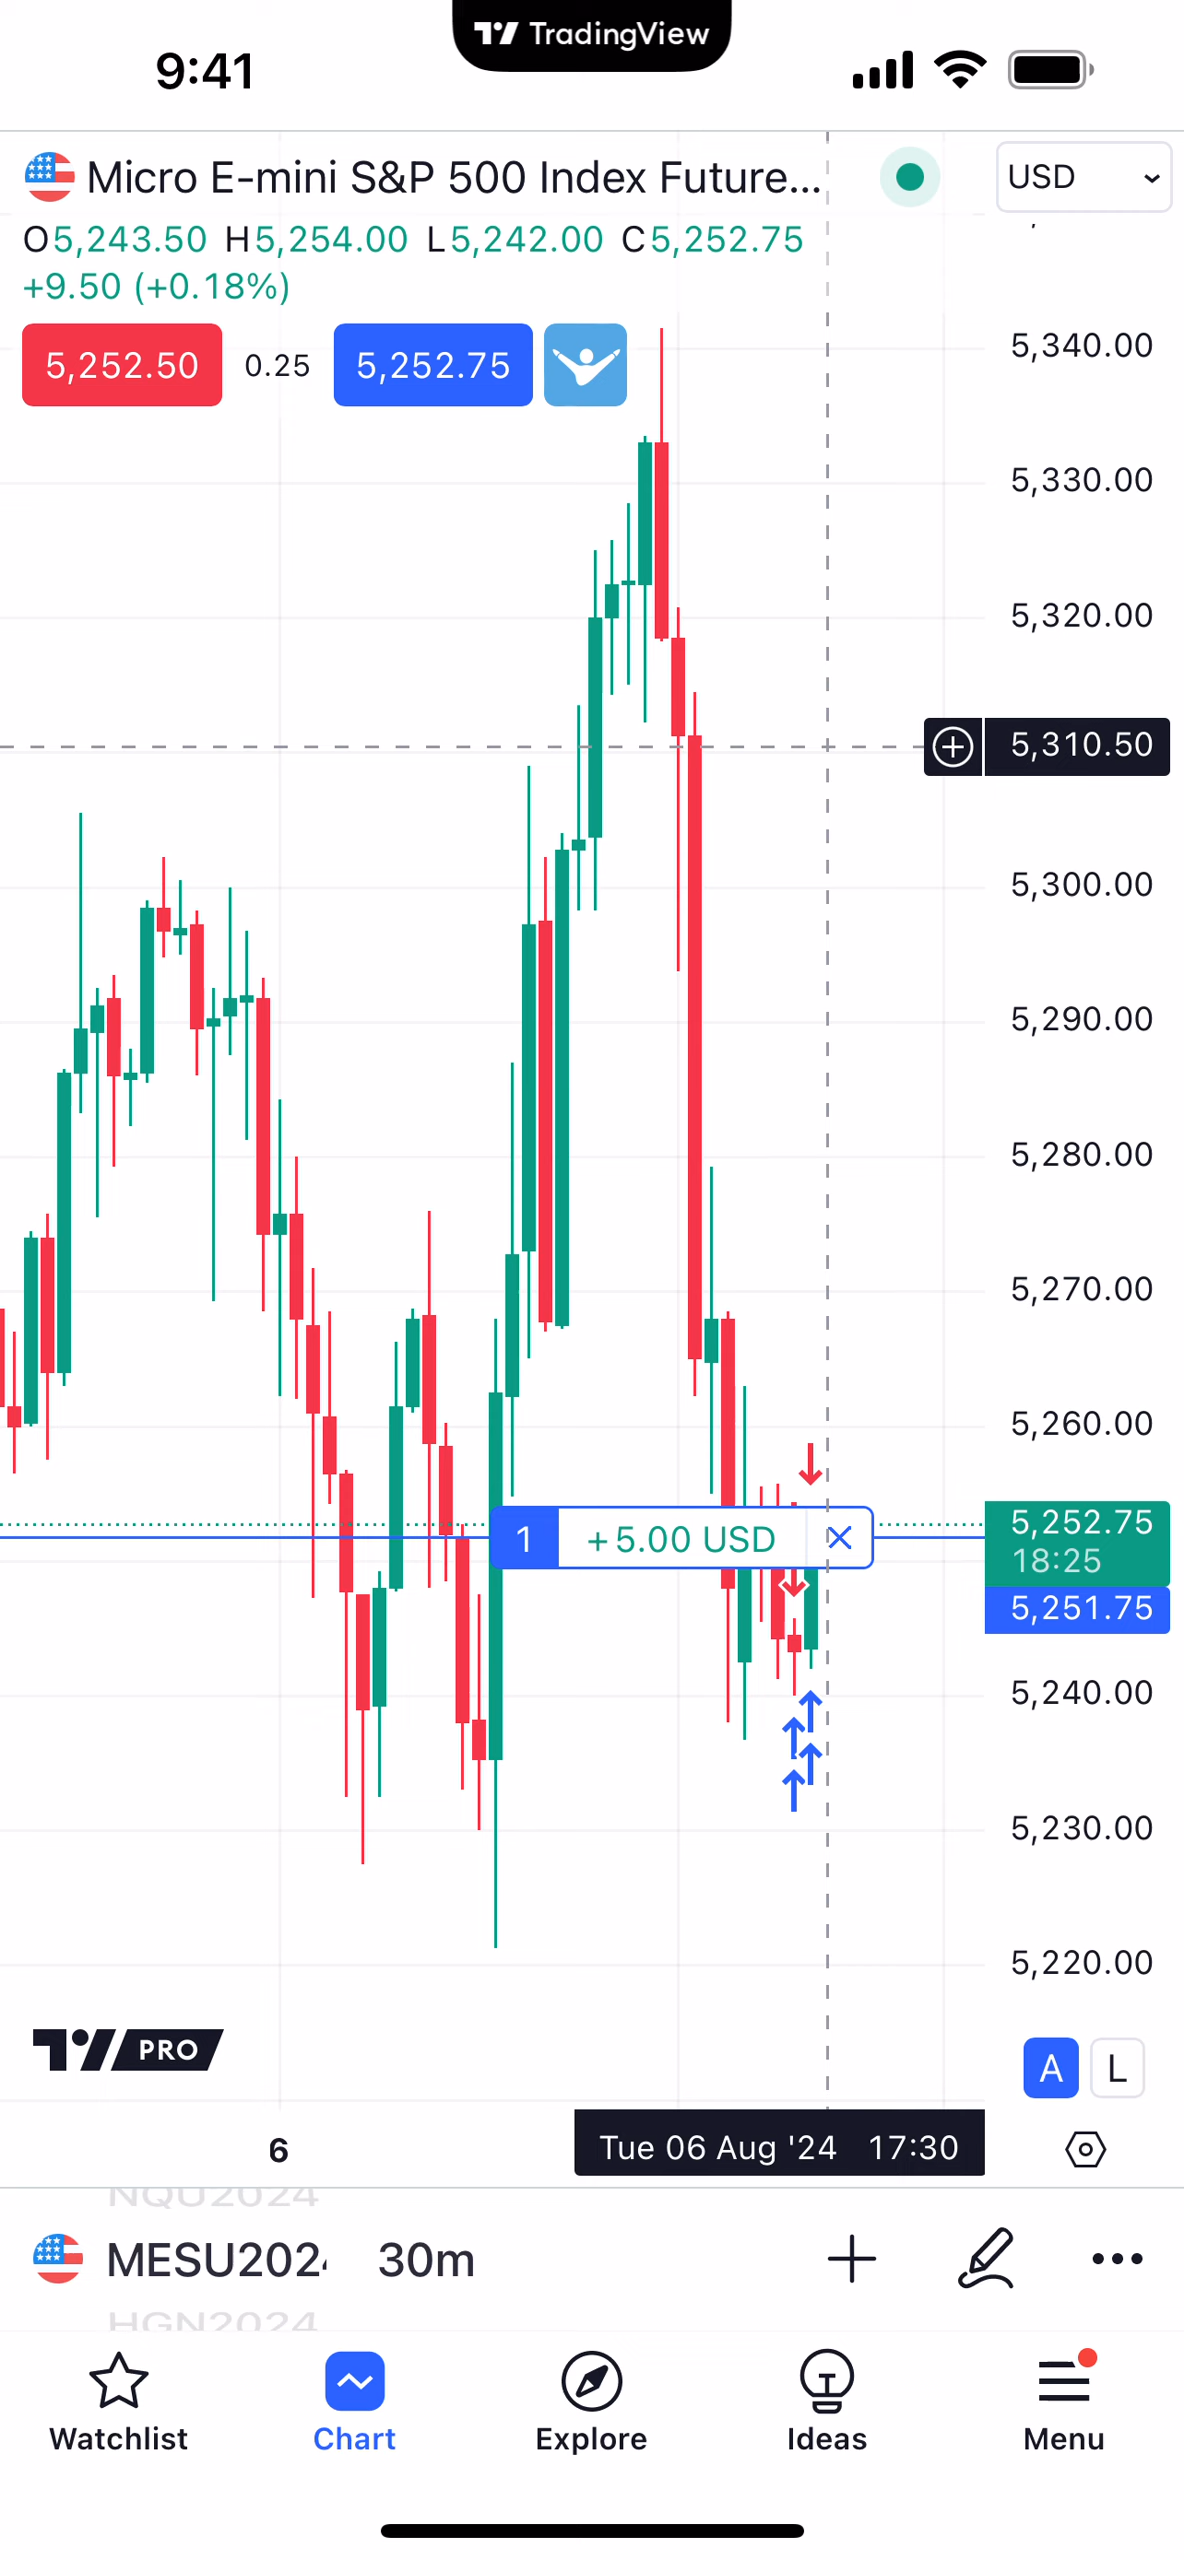 TradingView
9:41
Micro E-mini S&P 500 Index Future...
USD
O5,243.50 H5,254.00 L5,242.00 C5,252.75
+9.50 (+0.18%)
5,252.50 0.25 5,252.75
5,340.00
5,330.00
5,320.00
5,310.50
5,300.00
5,290.00
5,280.00
5,270.00
5,260.00
5,252.75
1 +5.00 USD
18:25
5,251.75
5,240.00
5,230.00
5,220.00
PRO
A L
6 Tue 06 Aug '24 17:30
NQU2024
MESU202 30m
HGN2024
Watchlist Chart Explore Ideas Menu